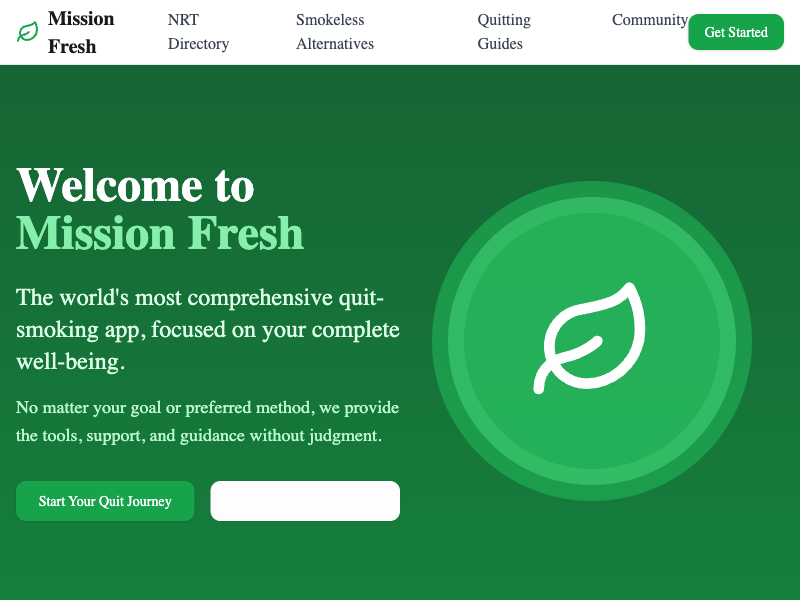 Mission
Fresh
NRT
Directory
Smokeless
Alternatives
Quitting
Guides
Community
Get Started
Welcome to
Mission Fresh
The world's most comprehensive quit-
smoking app, focused on your complete
well-being.
No matter your goal or preferred method, we provide
the tools, support, and guidance without judgment.
Start Your Quit Journey